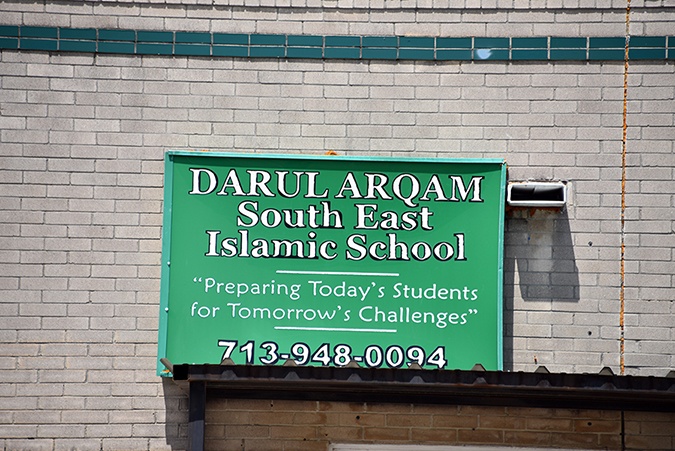 DARUL ARQAM
South East
Islamic School
“Preparing Today's Students
for Tomorrow's Challenges”
713-948-0094